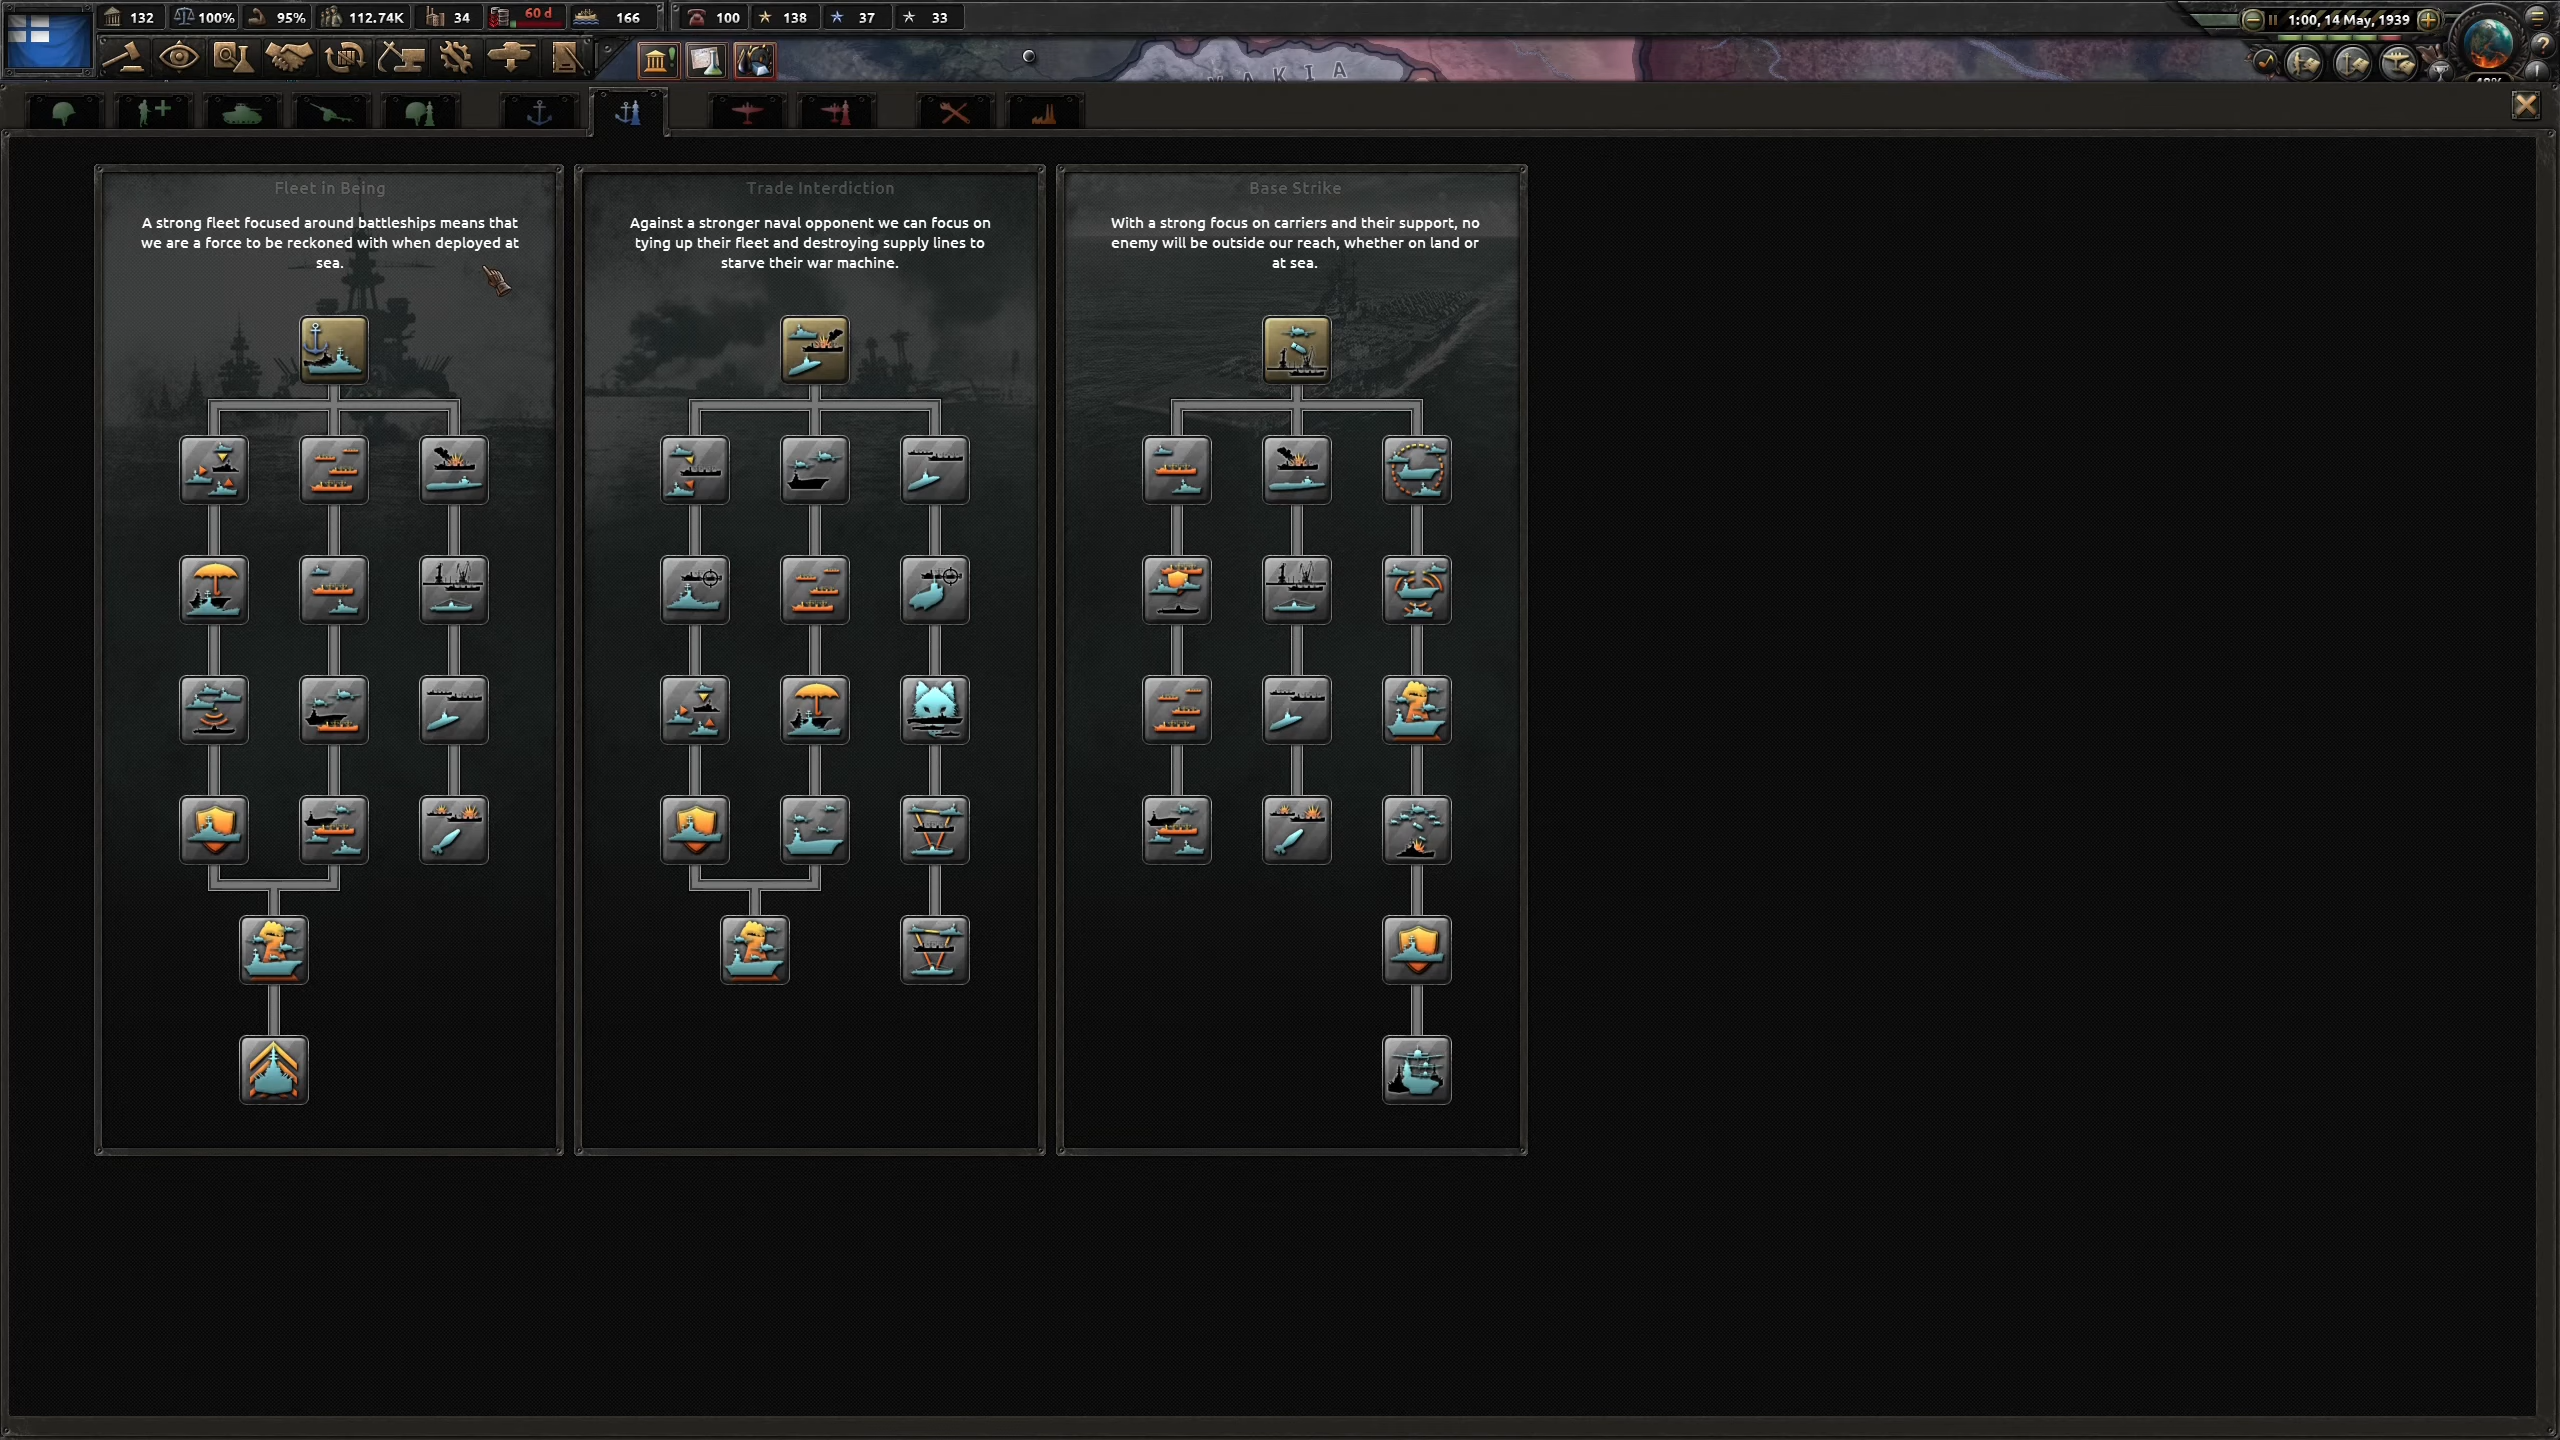 132 100% 95% 112.74K 34 60 d 166 100 138 37 33
1:00, 14 May, 1939
VAKIA
Fleet in Being
A strong fleet focused around battleships means that
we are a force to be reckoned with when deployed at
sea.
Trade Interdiction
Against a stronger naval opponent we can focus on
tying up their fleet and destroying supply lines to
starve their war machine.
Base Strike
With a strong focus on carriers and their support, no
enemy will be outside our reach, whether on land or
at sea.